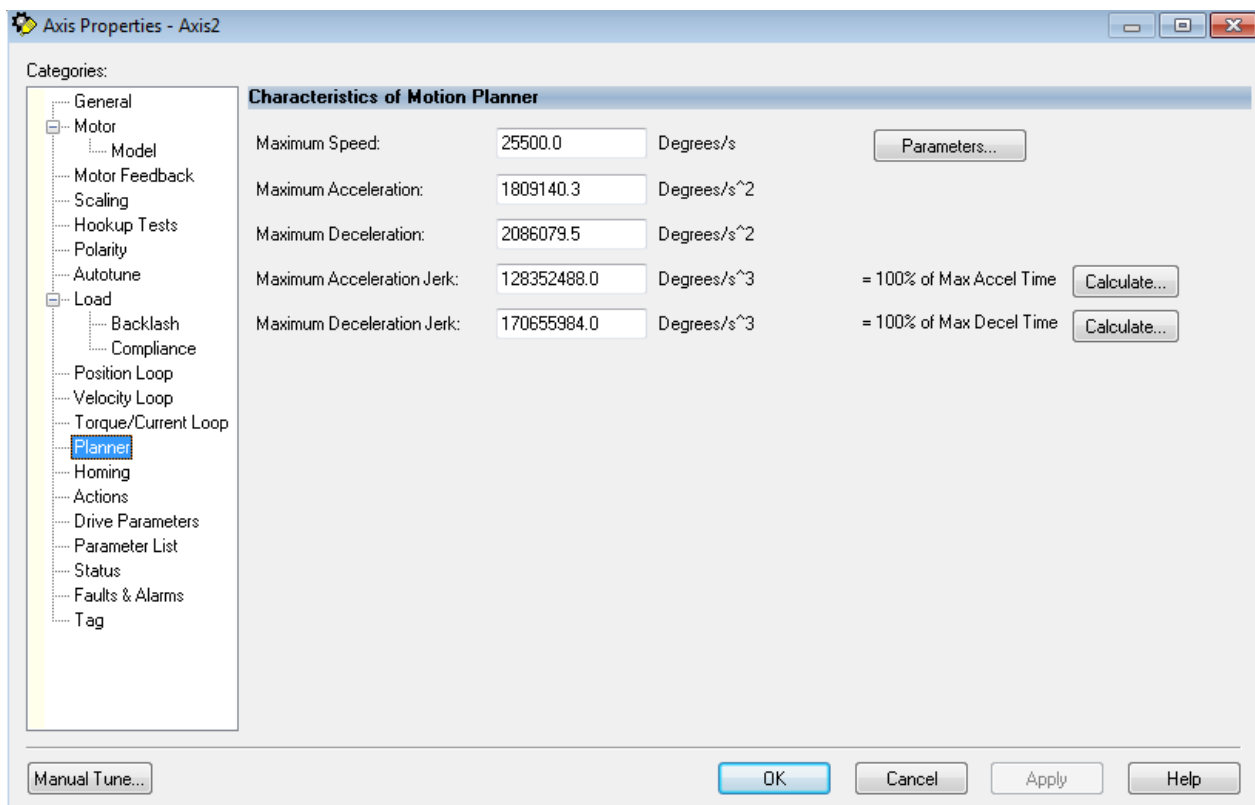 Axis Properties - Axis2
Categories:
General
Motor
Model
Motor Feedback
Scaling
Hookup Tests
Polarity
Autotune
Load
Backlash
Compliance
Position Loop
Velocity Loop
Torque/Current Loop
Planner
Homing
Actions
Drive Parameters
Parameter List
Status
Faults & Alarms
Tag
Characteristics of Motion Planner
Maximum Speed: 25500.0 Degrees/s Parameters...
Maximum Acceleration: 1809140.3 Degrees/s^2
Maximum Deceleration: 2086079.5 Degrees/s^2
Maximum Acceleration Jerk: 128352488.0 Degrees/s^3 = 100% of Max Accel Time Calculate...
Maximum Deceleration Jerk: 170655984.0 Degrees/s^3 = 100% of Max Decel Time Calculate...
Manual Tune... OK Cancel Apply Help